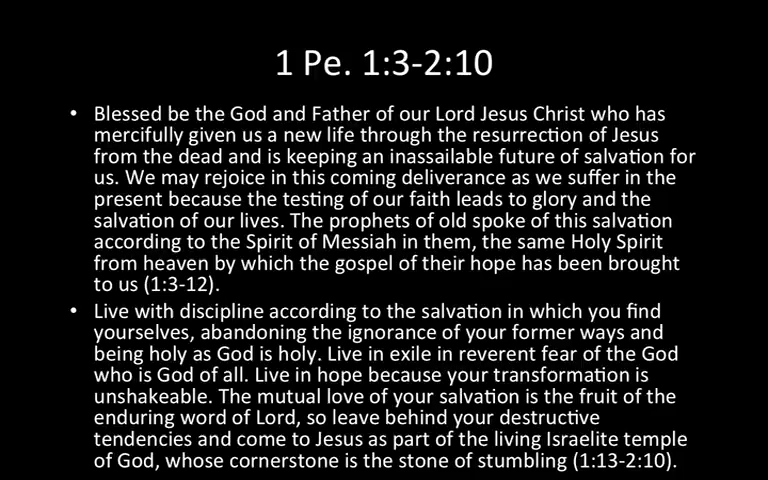 1 Pe. 1:3-2:10
• Blessed be the God and Father of our Lord Jesus Christ who has
mercifully given us a new life through the resurrection of Jesus
from the dead and is keeping an inassailable future of salvation for
us. We may rejoice in this coming deliverance as we suffer in the
present because the testing of our faith leads to glory and the
salvation of our lives. The prophets of old spoke of this salvation
according to the Spirit of Messiah in them, the same Holy Spirit
from heaven by which the gospel of their hope has been brought
to us (1:3-12).
• Live with discipline according to the salvation in which you find
yourselves, abandoning the ignorance of your former ways and
being holy as God is holy. Live in exile in reverent fear of the God
who is God of all. Live in hope because your transformation is
unshakeable. The mutual love of your salvation is the fruit of the
enduring word of Lord, so leave behind your destructive
tendencies and come to Jesus as part of the living Israelite temple
of God, whose cornerstone is the stone of stumbling (1:13-2:10).